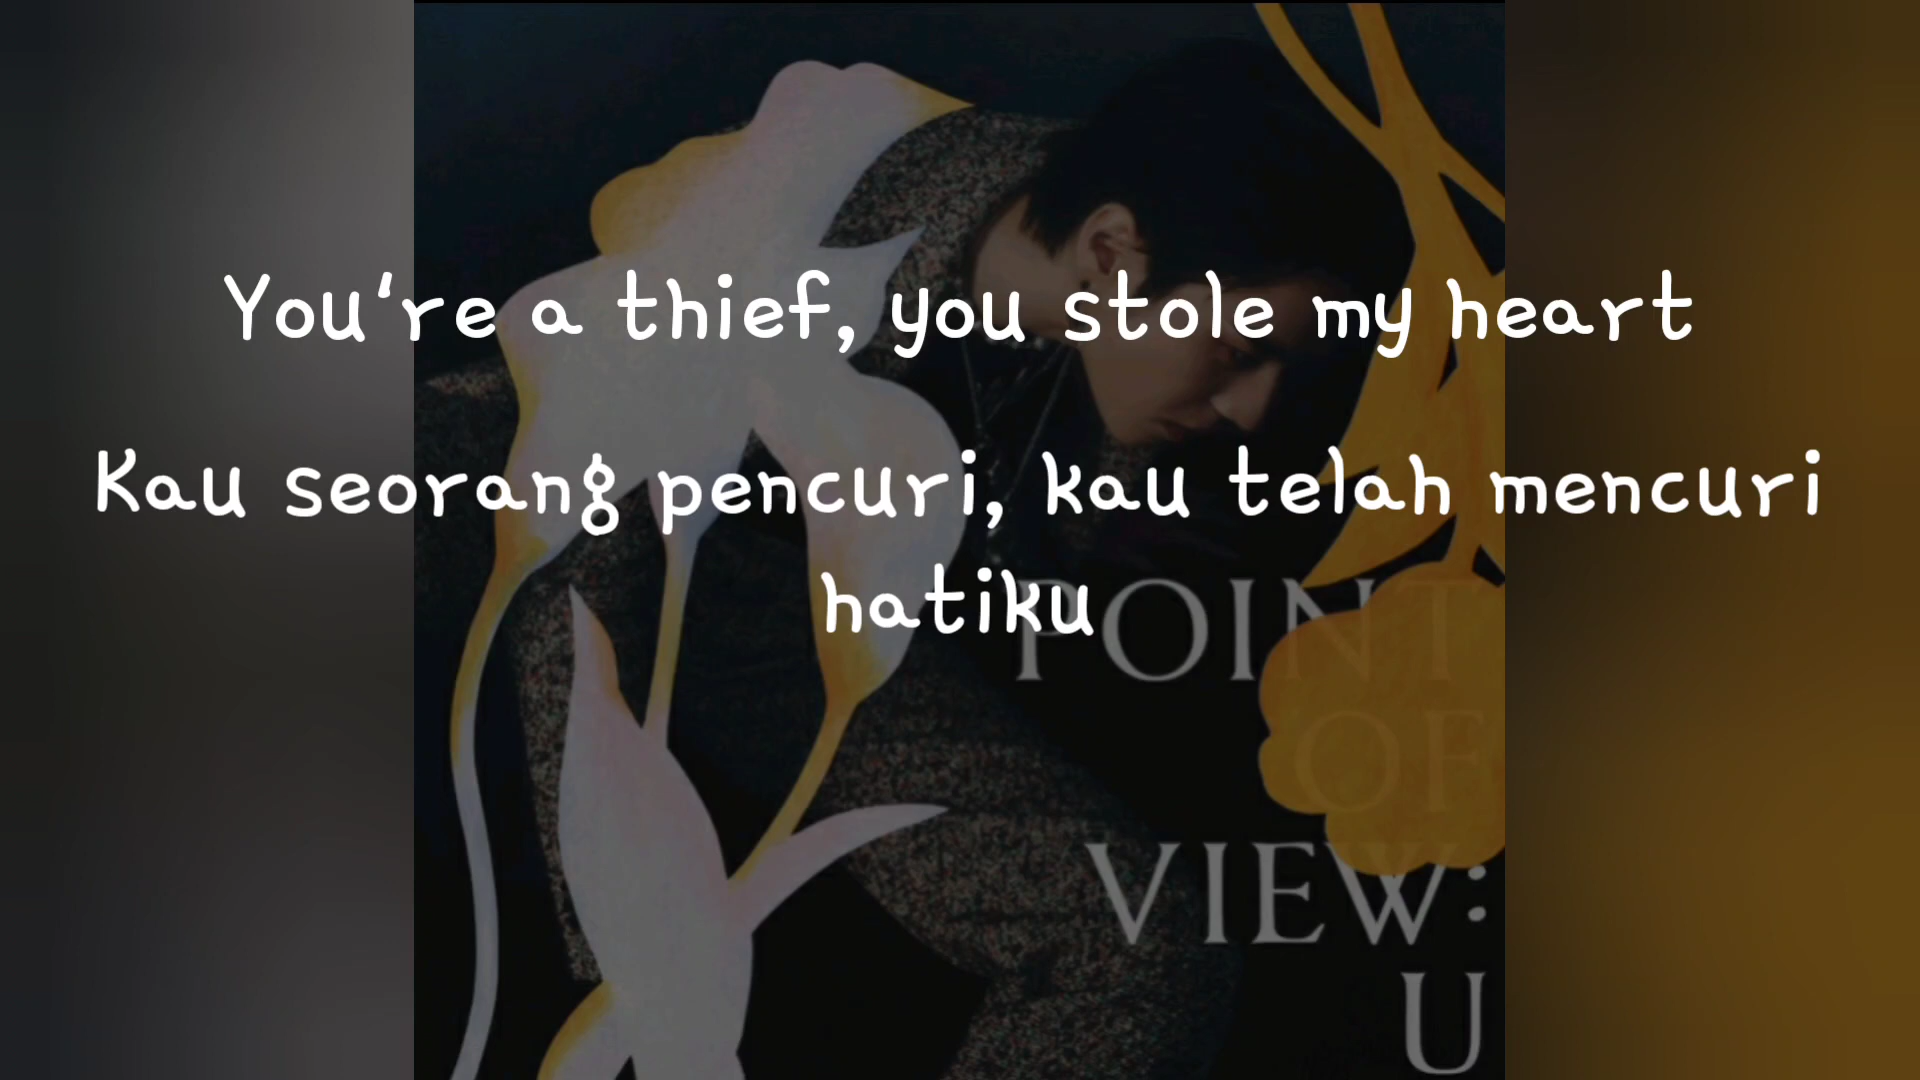 You're a thief, you stole my heart
Kau seorang pencuri, kau telah mencuri
hatiku
POINT
OF
VIEW:
U